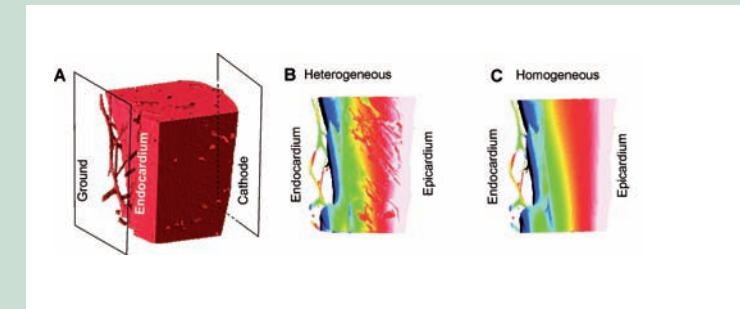 A
B Heterogeneous
C Homogeneous
Ground
Endocardium
Cathode
Endocardium
Epicardium
Endocardium
Epicardium